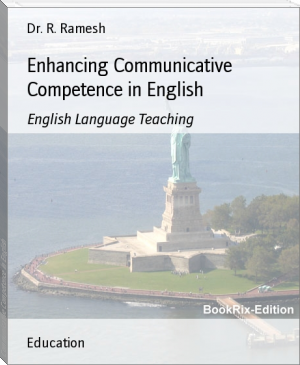 Dr. R. Ramesh
Enhancing Communicative
Competence in English
English Language Teaching
BookRix-Edition
Education